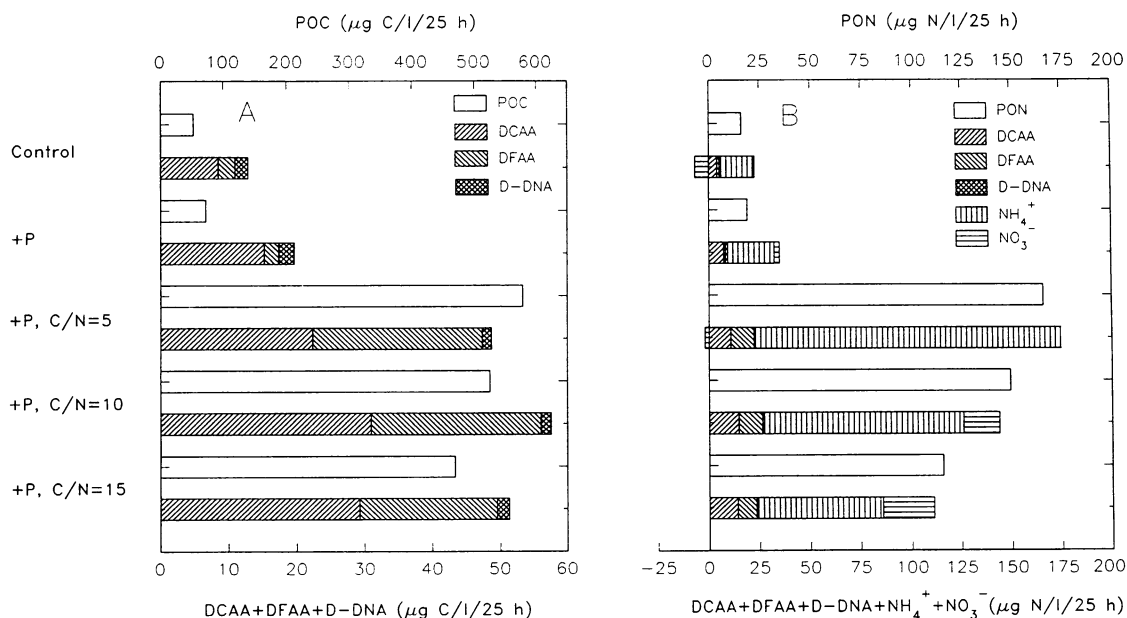 POC (μg C/l/25 h)
0 100 200 300 400 500 600
A
POC
DCAA
DFAA
D-DNA
Control
+P
+P, C/N=5
+P, C/N=10
+P, C/N=15
0 10 20 30 40 50 60
DCAA+DFAA+D-DNA (μg C/l/25 h)
PON (μg N/l/25 h)
0 25 50 75 100 125 150 175 200
B
PON
DCAA
DFAA
D-DNA
NH₄⁺
NO₃⁻
-25 0 25 50 75 100 125 150 175 200
DCAA+DFAA+D-DNA+NH₄⁺+NO₃⁻(μg N/l/25 h)